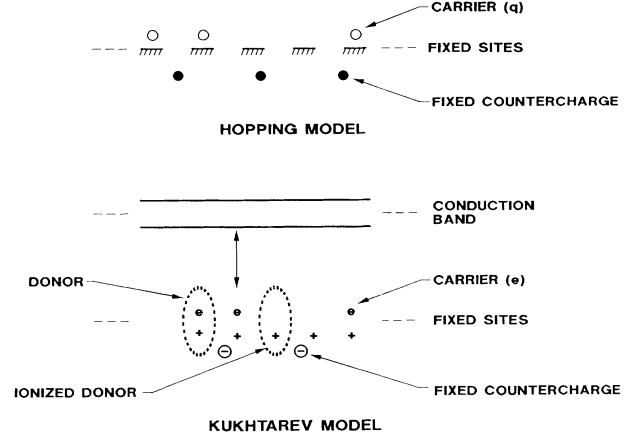 CARRIER (q)
FIXED SITES
FIXED COUNTERCHARGE
HOPPING MODEL
CONDUCTION
BAND
DONOR
CARRIER (e)
e e e
FIXED SITES
+ + + + +
− −
IONIZED DONOR
FIXED COUNTERCHARGE
KUKHTAREV MODEL